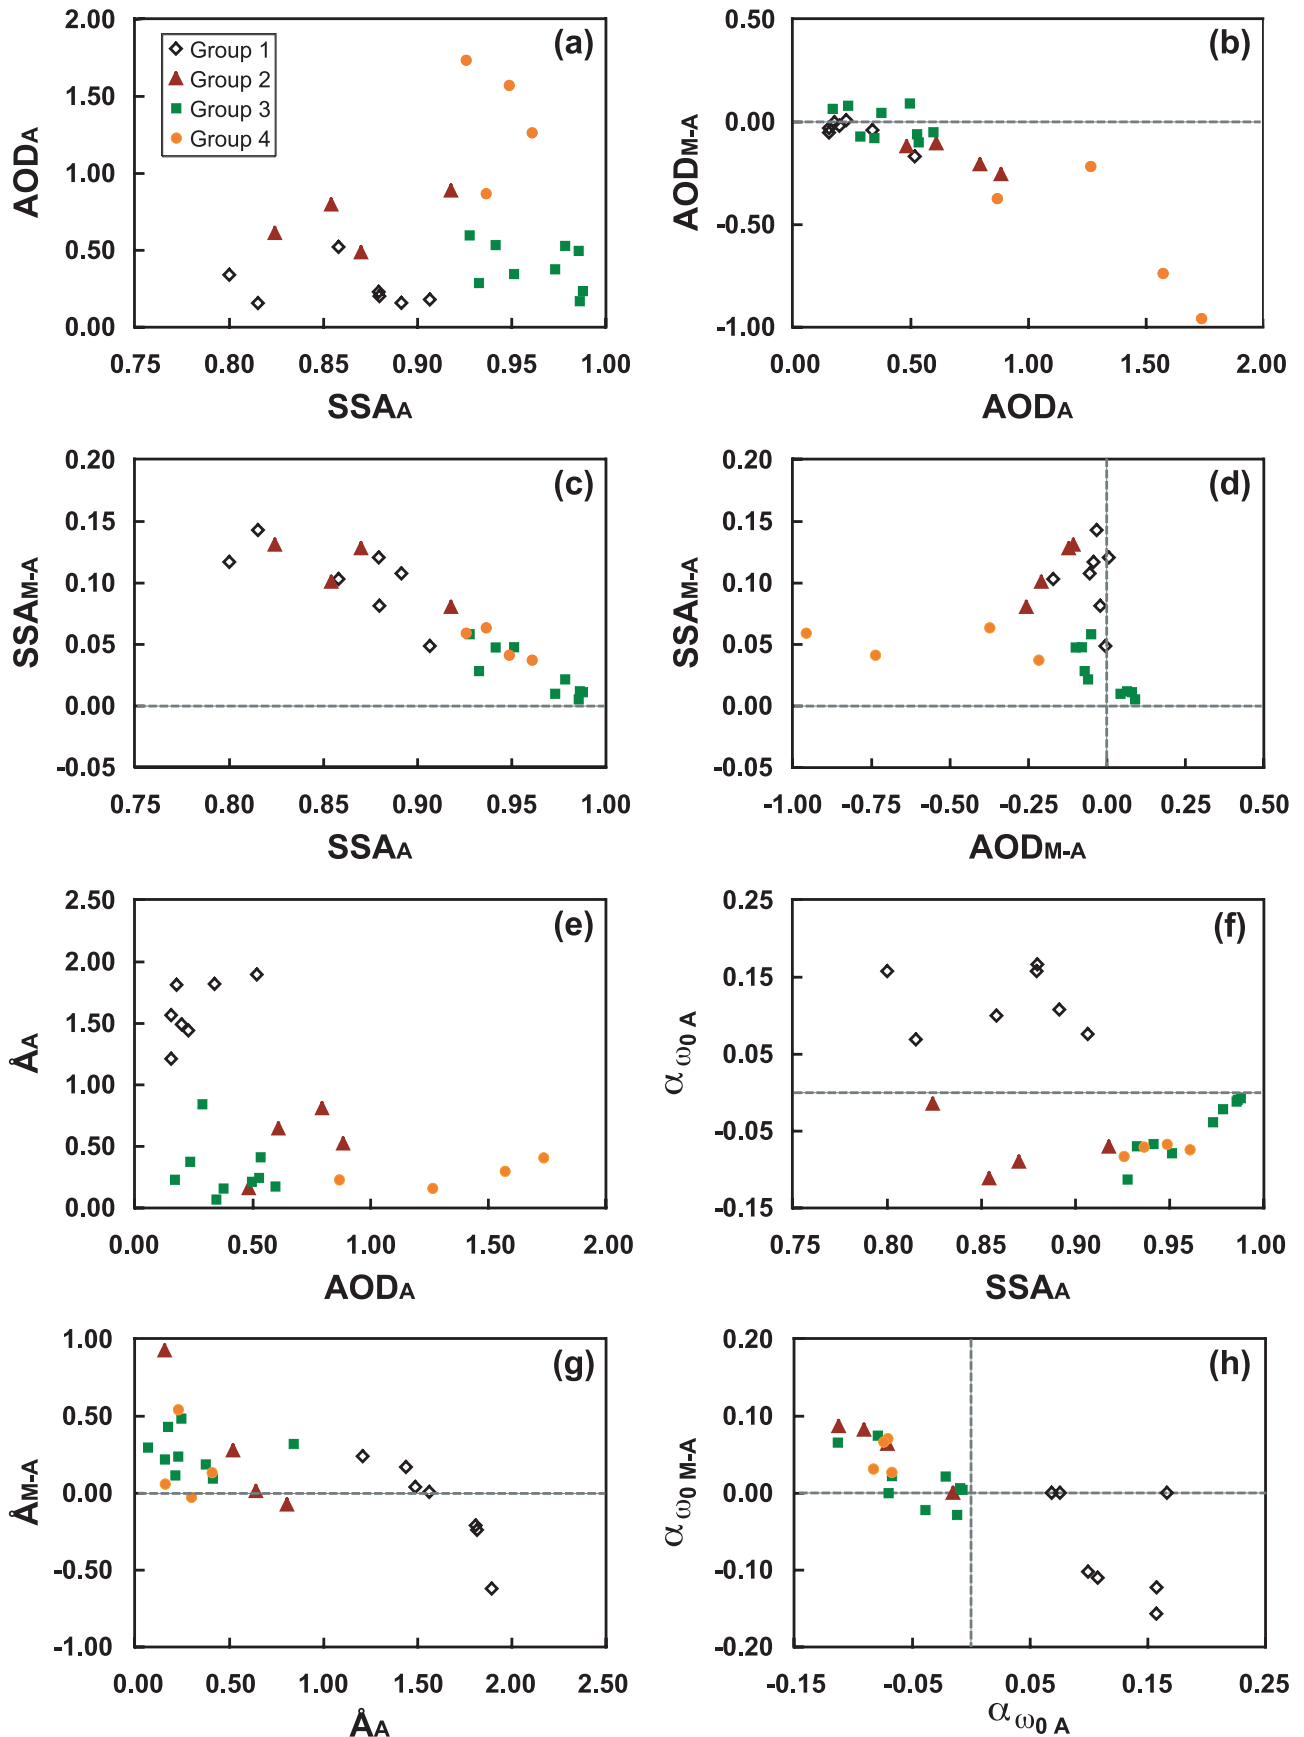 2.00
1.50
1.00
0.50
0.00
AODA
Group 1
Group 2
Group 3
Group 4
(a)
0.75 0.80 0.85 0.90 0.95 1.00
SSAA
0.50
0.00
-0.50
-1.00
AODM-A
(b)
0.00 0.50 1.00 1.50 2.00
AODA
0.20
0.15
0.10
0.05
0.00
-0.05
SSAM-A
(c)
0.75 0.80 0.85 0.90 0.95 1.00
SSAA
0.20
0.15
0.10
0.05
0.00
-0.05
SSAM-A
(d)
-1.00 -0.75 -0.50 -0.25 0.00 0.25 0.50
AODM-A
2.50
2.00
1.50
1.00
0.50
0.00
ÅA
(e)
0.00 0.50 1.00 1.50 2.00
AODA
0.25
0.15
0.05
-0.05
-0.15
αω0 A
(f)
0.75 0.80 0.85 0.90 0.95 1.00
SSAA
1.00
0.50
0.00
-0.50
-1.00
ÅM-A
(g)
0.00 0.50 1.00 1.50 2.00 2.50
ÅA
0.20
0.10
0.00
-0.10
-0.20
αω0 M-A
(h)
-0.15 -0.05 0.05 0.15 0.25
αω0 A